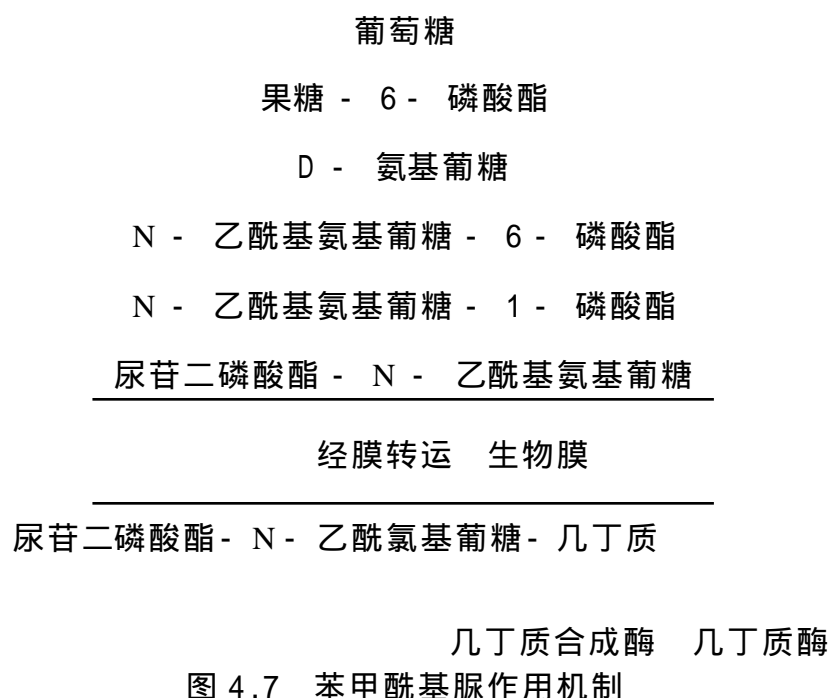 葡萄糖
果糖 - 6 - 磷酸酯
D - 氨基葡糖
N - 乙酰基氨基葡糖 - 6 - 磷酸酯
N - 乙酰基氨基葡糖 - 1 - 磷酸酯
尿苷二磷酸酯 - N - 乙酰基氨基葡糖
经膜转运 生物膜
尿苷二磷酸酯 - N - 乙酰氯基葡糖 - 几丁质
几丁质合成酶 几丁质酶
图 4.7 苯甲酰基脲作用机制